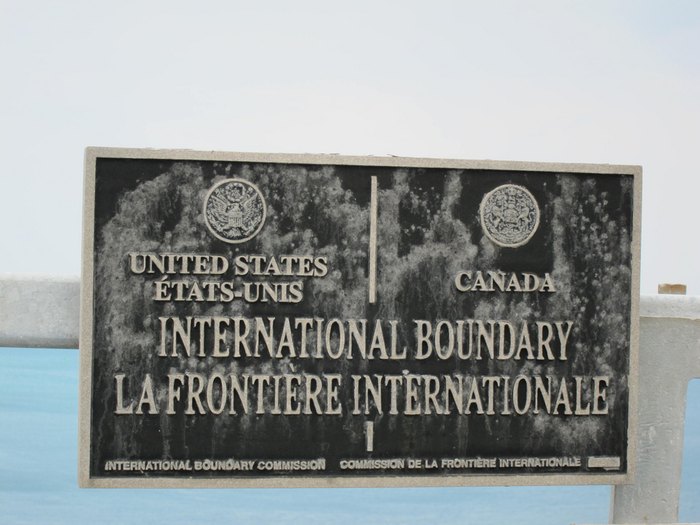 UNITED STATES
ÉTATS-UNIS
CANADA
INTERNATIONAL BOUNDARY
LA FRONTIÈRE INTERNATIONALE
INTERNATIONAL BOUNDARY COMMISSION
COMMISSION DE LA FRONTIÈRE INTERNATIONALE